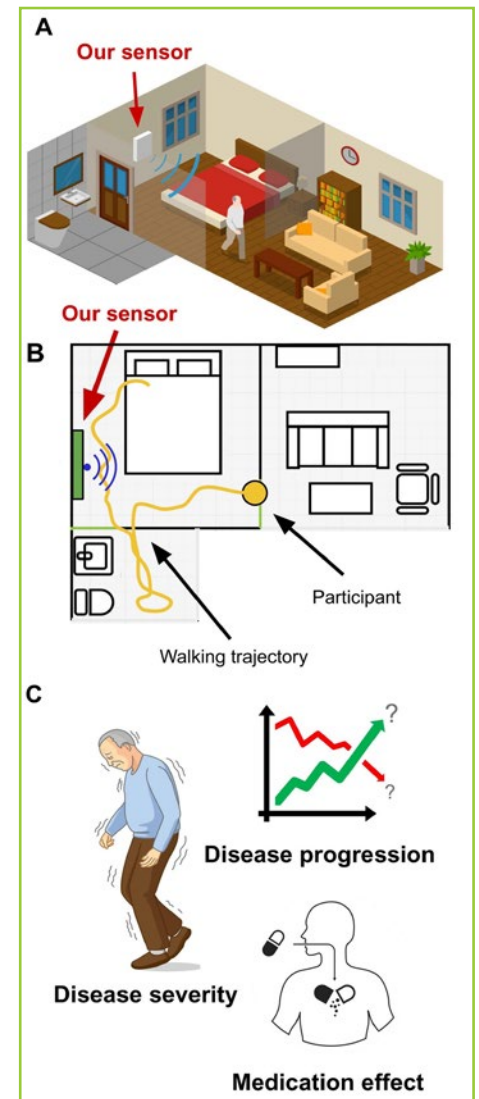 A
Our sensor
Our sensor
B
Participant
Walking trajectory
C
?
?
Disease progression
Disease severity
Medication effect